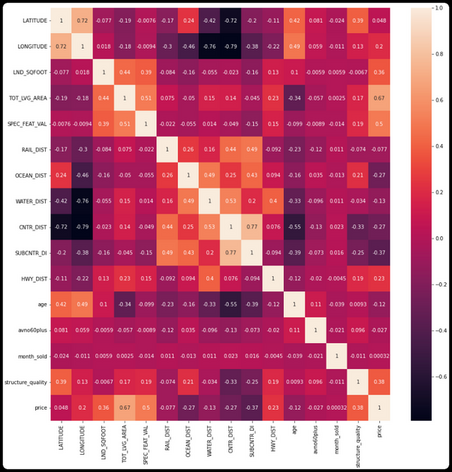 LATITUDE 1 0.72 -0.077 -0.19 -0.0076 -0.17 0.24 -0.42 -0.72 -0.2 -0.11 0.42 0.081 -0.024 0.39 0.048
LONGITUDE 0.72 1 0.018 -0.18 -0.0094 -0.3 -0.46 -0.76 -0.79 -0.38 -0.22 0.49 0.059 -0.011 0.13 0.2
LND_SQFOOT -0.077 0.018 1 0.44 0.39 -0.084 -0.16 -0.055 -0.023 -0.16 0.13 0.1 -0.0059 0.0059 -0.0067 0.36
TOT_LVG_AREA -0.19 -0.18 0.44 1 0.51 0.075 -0.05 0.15 0.14 -0.045 0.23 -0.34 -0.057 0.0025 0.17 0.67
SPEC_FEAT_VAL -0.0076 -0.0094 0.39 0.51 1 -0.022 -0.055 0.014 -0.049 -0.15 0.15 -0.099 -0.0089 -0.014 0.19 0.5
RAIL_DIST -0.17 -0.3 -0.084 0.075 -0.022 1 0.26 0.16 0.44 0.49 -0.092 -0.23 -0.12 0.011 -0.074 -0.077
OCEAN_DIST 0.24 -0.46 -0.16 -0.05 -0.055 0.26 1 0.49 0.25 0.43 0.094 -0.16 0.035 -0.013 0.21 -0.27
WATER_DIST -0.42 -0.76 -0.055 0.15 0.014 0.16 0.49 1 0.53 0.2 0.4 -0.33 -0.096 0.011 -0.034 -0.13
CNTR_DIST -0.72 -0.79 -0.023 0.14 -0.049 0.44 0.25 0.53 1 0.77 0.076 -0.55 -0.13 0.023 -0.33 -0.27
SUBCNTR_DI -0.2 -0.38 -0.16 -0.045 -0.15 0.49 0.43 0.2 0.77 1 -0.094 -0.39 -0.073 0.016 -0.25 -0.37
HWY_DIST -0.11 -0.22 0.13 0.23 0.15 -0.092 0.094 0.4 0.076 -0.094 1 -0.12 -0.02 -0.0045 0.19 0.23
age 0.42 0.49 0.1 -0.34 -0.099 -0.23 -0.16 -0.33 -0.55 -0.39 -0.12 1 0.11 -0.039 0.0093 -0.12
avno60plus 0.081 0.059 -0.0059 -0.057 -0.0089 -0.12 0.035 -0.096 -0.13 -0.073 -0.02 0.11 1 -0.021 0.096 -0.027
month_sold -0.024 -0.011 0.0059 0.0025 -0.014 0.011 -0.013 0.011 0.023 0.016 -0.0045 -0.039 -0.021 1 -0.011 0.00032
structure_quality 0.39 0.13 -0.0067 0.17 0.19 -0.074 0.21 -0.034 -0.33 -0.25 0.19 0.0093 0.096 -0.011 1 0.38
price 0.048 0.2 0.36 0.67 0.5 -0.077 -0.27 -0.13 -0.27 -0.37 0.23 -0.12 -0.027 0.00032 0.38 1
LATITUDE LONGITUDE LND_SQFOOT TOT_LVG_AREA SPEC_FEAT_VAL RAIL_DIST OCEAN_DIST WATER_DIST CNTR_DIST SUBCNTR_DI HWY_DIST age avno60plus month_sold structure_quality price
1.0
0.8
0.6
0.4
0.2
0.0
-0.2
-0.4
-0.6